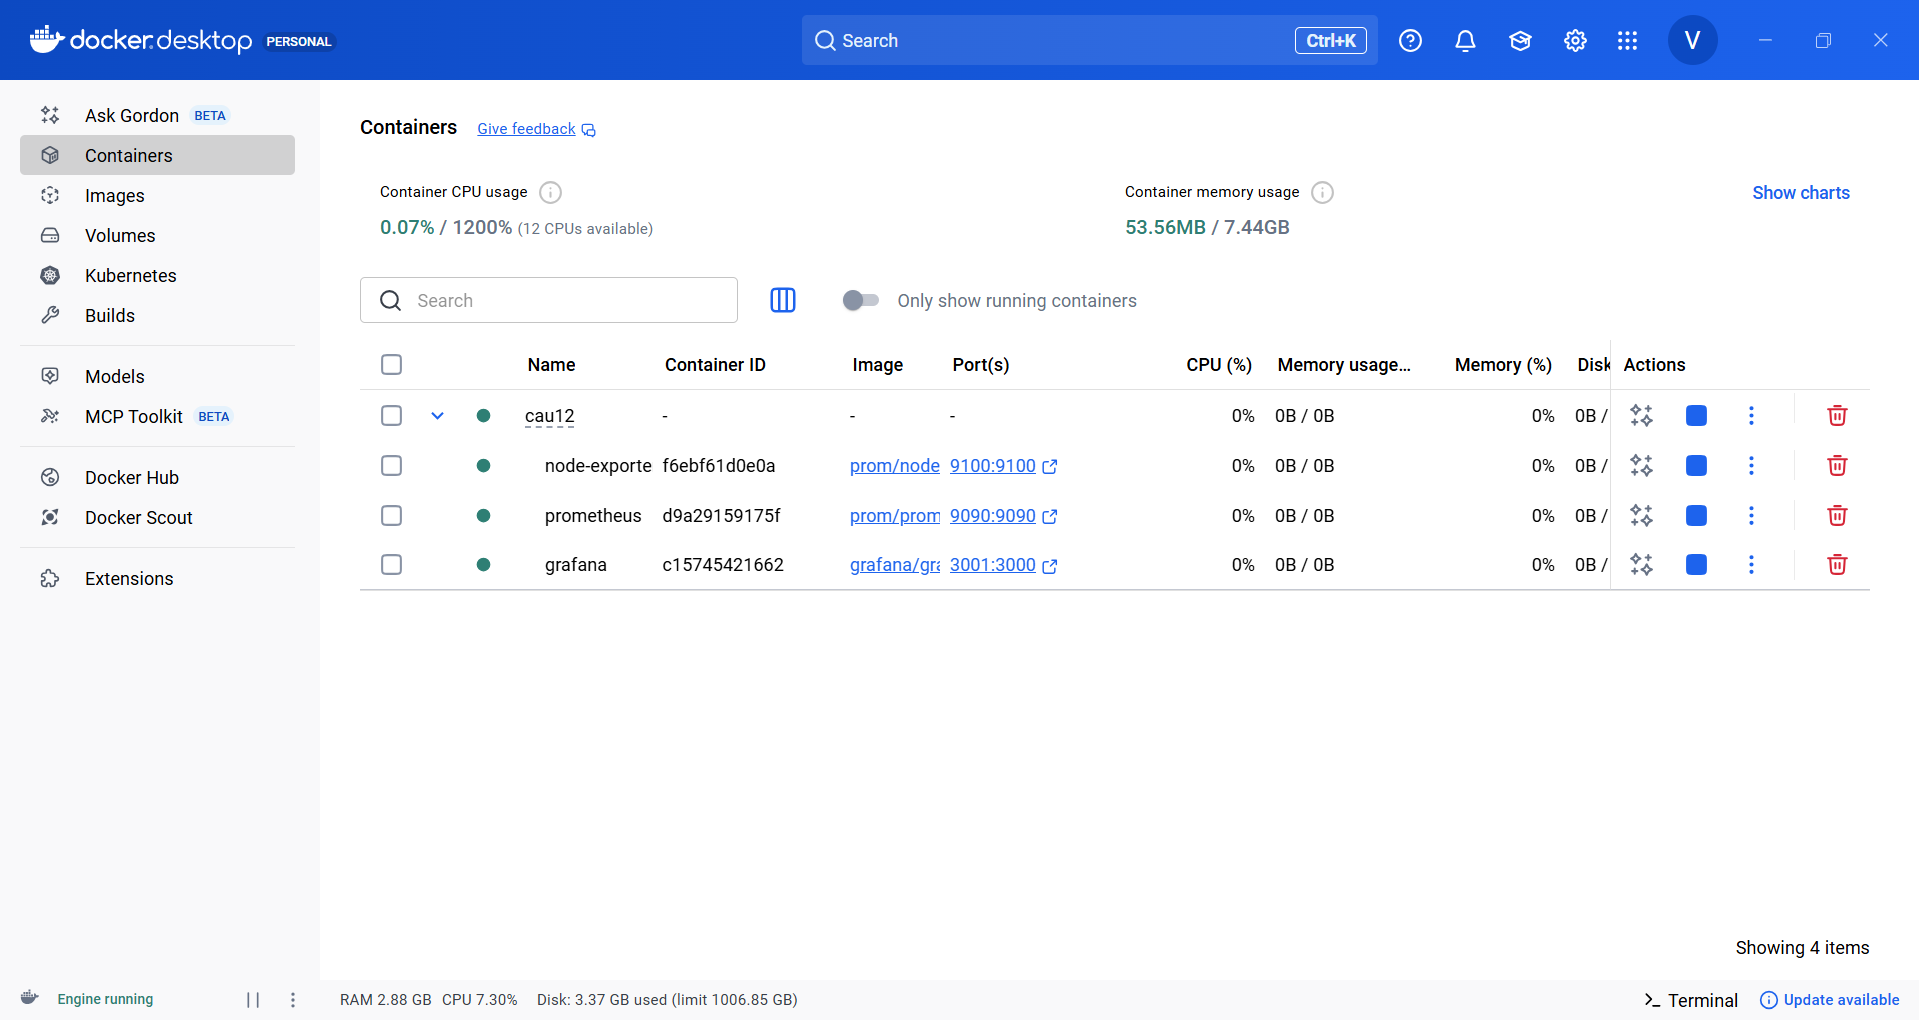 docker.desktop PERSONAL Search Ctrl+K V
Ask Gordon BETA
Containers
Images
Volumes
Kubernetes
Builds
Models
MCP Toolkit BETA
Docker Hub
Docker Scout
Extensions
Containers Give feedback
Container CPU usage Container memory usage Show charts
0.07% / 1200% (12 CPUs available) 53.56MB / 7.44GB
Search Only show running containers
Name Container ID Image Port(s) CPU (%) Memory usage... Memory (%) Disk Actions
cau12 - - - 0% 0B / 0B 0% 0B /
node-exporte f6ebf61d0e0a prom/node 9100:9100 0% 0B / 0B 0% 0B /
prometheus d9a29159175f prom/prom 9090:9090 0% 0B / 0B 0% 0B /
grafana c15745421662 grafana/gra 3001:3000 0% 0B / 0B 0% 0B /
Showing 4 items
Engine running RAM 2.88 GB CPU 7.30% Disk: 3.37 GB used (limit 1006.85 GB) >_ Terminal Update available